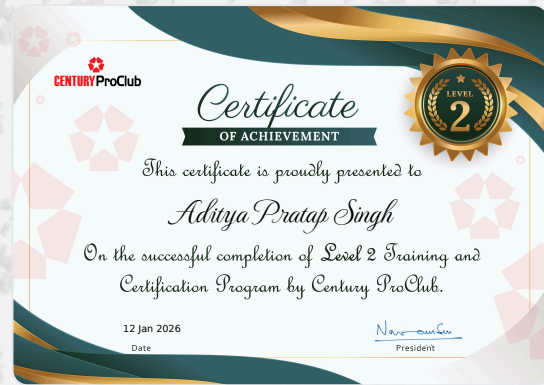 CENTURY ProClub
LEVEL
2
Certificate
OF ACHIEVEMENT
This certificate is proudly presented to
Aditya Pratap Singh
On the successful completion of Level 2 Training and
Certification Program by Century ProClub.
12 Jan 2026
Date
President